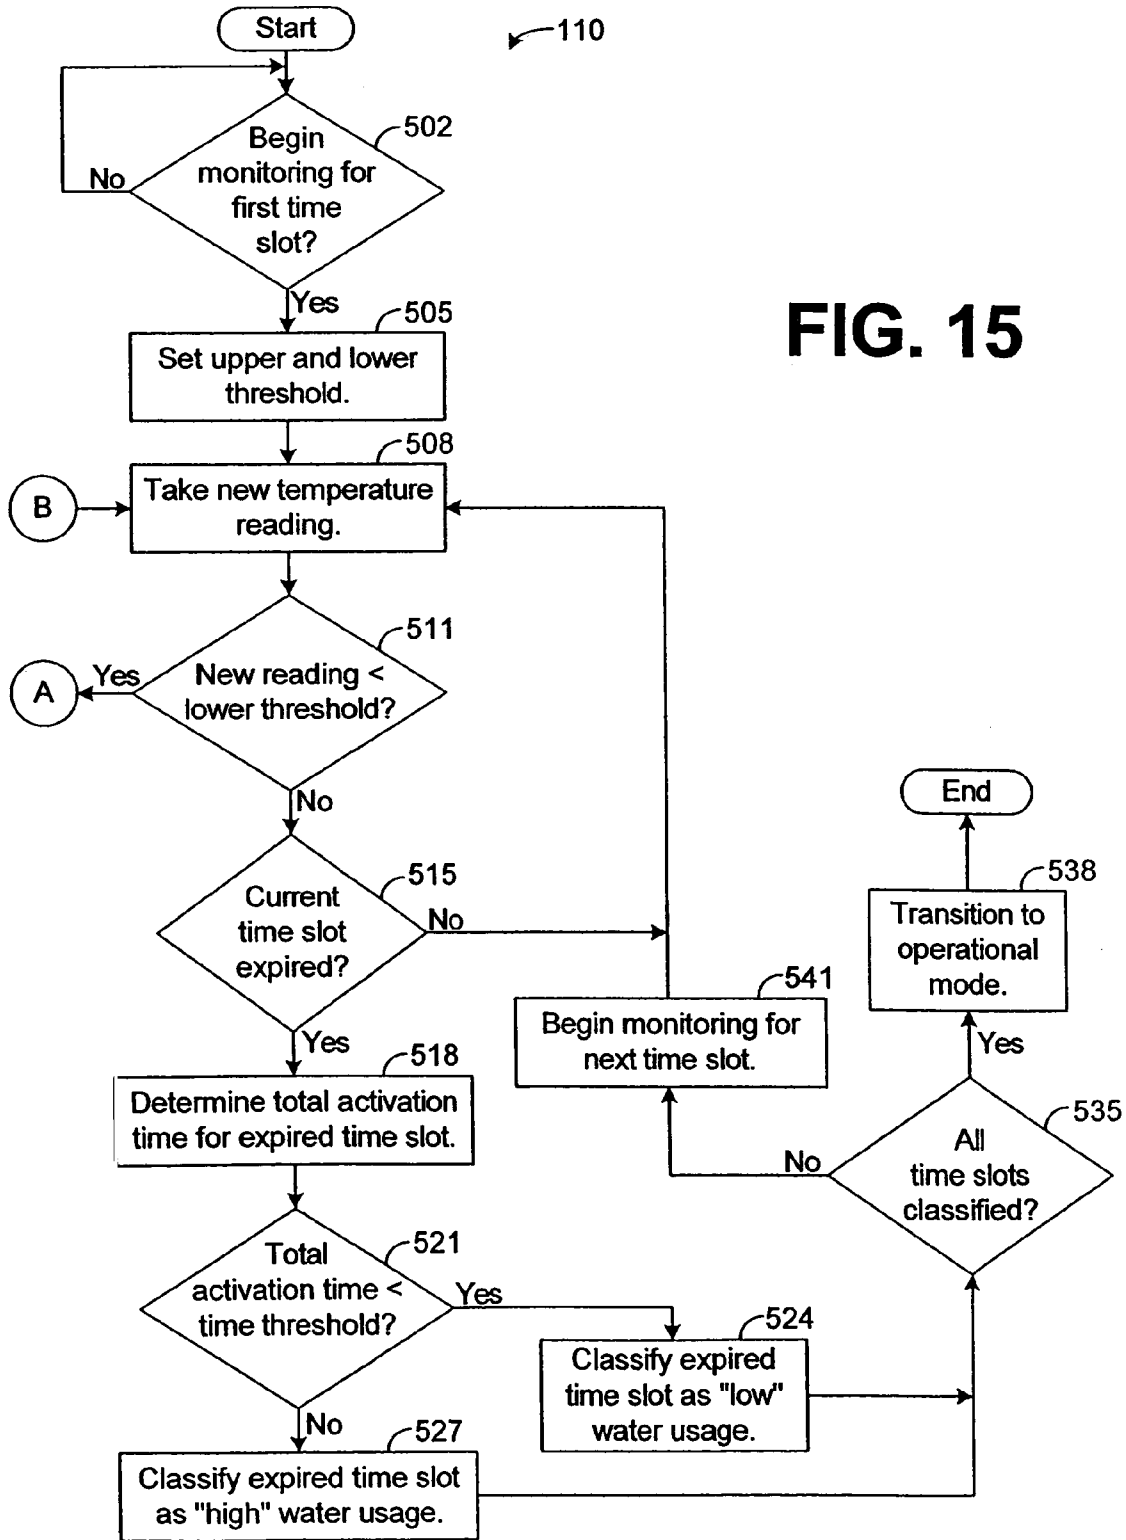 Start
110
502
Begin
monitoring for
first time
slot?
No
Yes
FIG. 15
505
Set upper and lower
threshold.
508
B
Take new temperature
reading.
511
New reading <
lower threshold?
Yes
A
No
515
Current
time slot
expired?
No
Yes
518
Determine total activation
time for expired time slot.
521
Total
activation time <
time threshold?
Yes
524
Classify expired
time slot as "low"
water usage.
No
527
Classify expired time slot
as "high" water usage.
541
Begin monitoring for
next time slot.
No
535
All
time slots
classified?
Yes
538
Transition to
operational
mode.
End